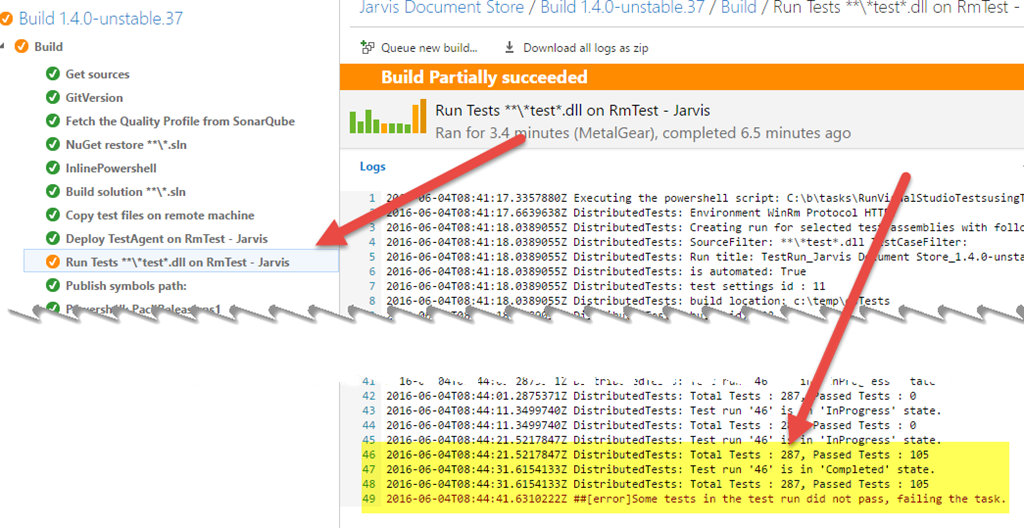 Build 1.4.0-unstable.37
Build
Get sources
GitVersion
Fetch the Quality Profile from SonarQube
NuGet restore **\*.sln
InlinePowershell
Build solution **\*.sln
Copy test files on remote machine
Deploy TestAgent on RmTest - Jarvis
Run Tests **\*test*.dll on RmTest - Jarvis
Publish symbols path:
Jarvis Document Store / Build 1.4.0-unstable.37 / Build / Run Tests **\*test*.dll on RmTest -
Queue new build...
Download all logs as zip
Build Partially succeeded
Run Tests **\*test*.dll on RmTest - Jarvis
Ran for 3.4 minutes (MetalGear), completed 6.5 minutes ago
Logs
1 2016-06-04T08:41:17.3357880Z Executing the powershell script: C:\b\tasks\
2 2016-06-04T08:41:17.6639638Z DistributedTests: Environment WinRm Protocol
3 2016-06-04T08:41:18.0389055Z DistributedTests: Creating run for selected test assemblies with
4 2016-06-04T08:41:18.0389055Z DistributedTests: SourceFilter: **\*test*.dll TestCaseFilter:
5 2016-06-04T08:41:18.0389055Z DistributedTests: Run title: TestRun_Jarvis Document Store_1.4.0-unsta
6 2016-06-04T08:41:18.0389055Z DistributedTests: is automated: True
7 2016-06-04T08:41:18.0389055Z DistributedTests: test settings id : 11
8 2016-06-04T08:41:18.0389055Z DistributedTests: build location: c:\temp\
41
42 2016-06-04T08:44:01.2875371Z DistributedTests: Total Tests : 287, Passed Tests : 0
43 2016-06-04T08:44:11.3499740Z DistributedTests: Test run '46' is in 'InProgress' state.
44 2016-06-04T08:44:11.3499740Z DistributedTests: Total Tests : 287, Passed Tests : 0
45 2016-06-04T08:44:21.5217847Z DistributedTests: Test run '46' is in 'InProgress' state.
46 2016-06-04T08:44:21.5217847Z DistributedTests: Total Tests : 287, Passed Tests : 105
47 2016-06-04T08:44:31.6154133Z DistributedTests: Test run '46' is in 'Completed' state.
48 2016-06-04T08:44:31.6154133Z DistributedTests: Total Tests : 287, Passed Tests : 105
49 2016-06-04T08:44:41.6310222Z ##[error]Some tests in the test run did not pass, failing the task.